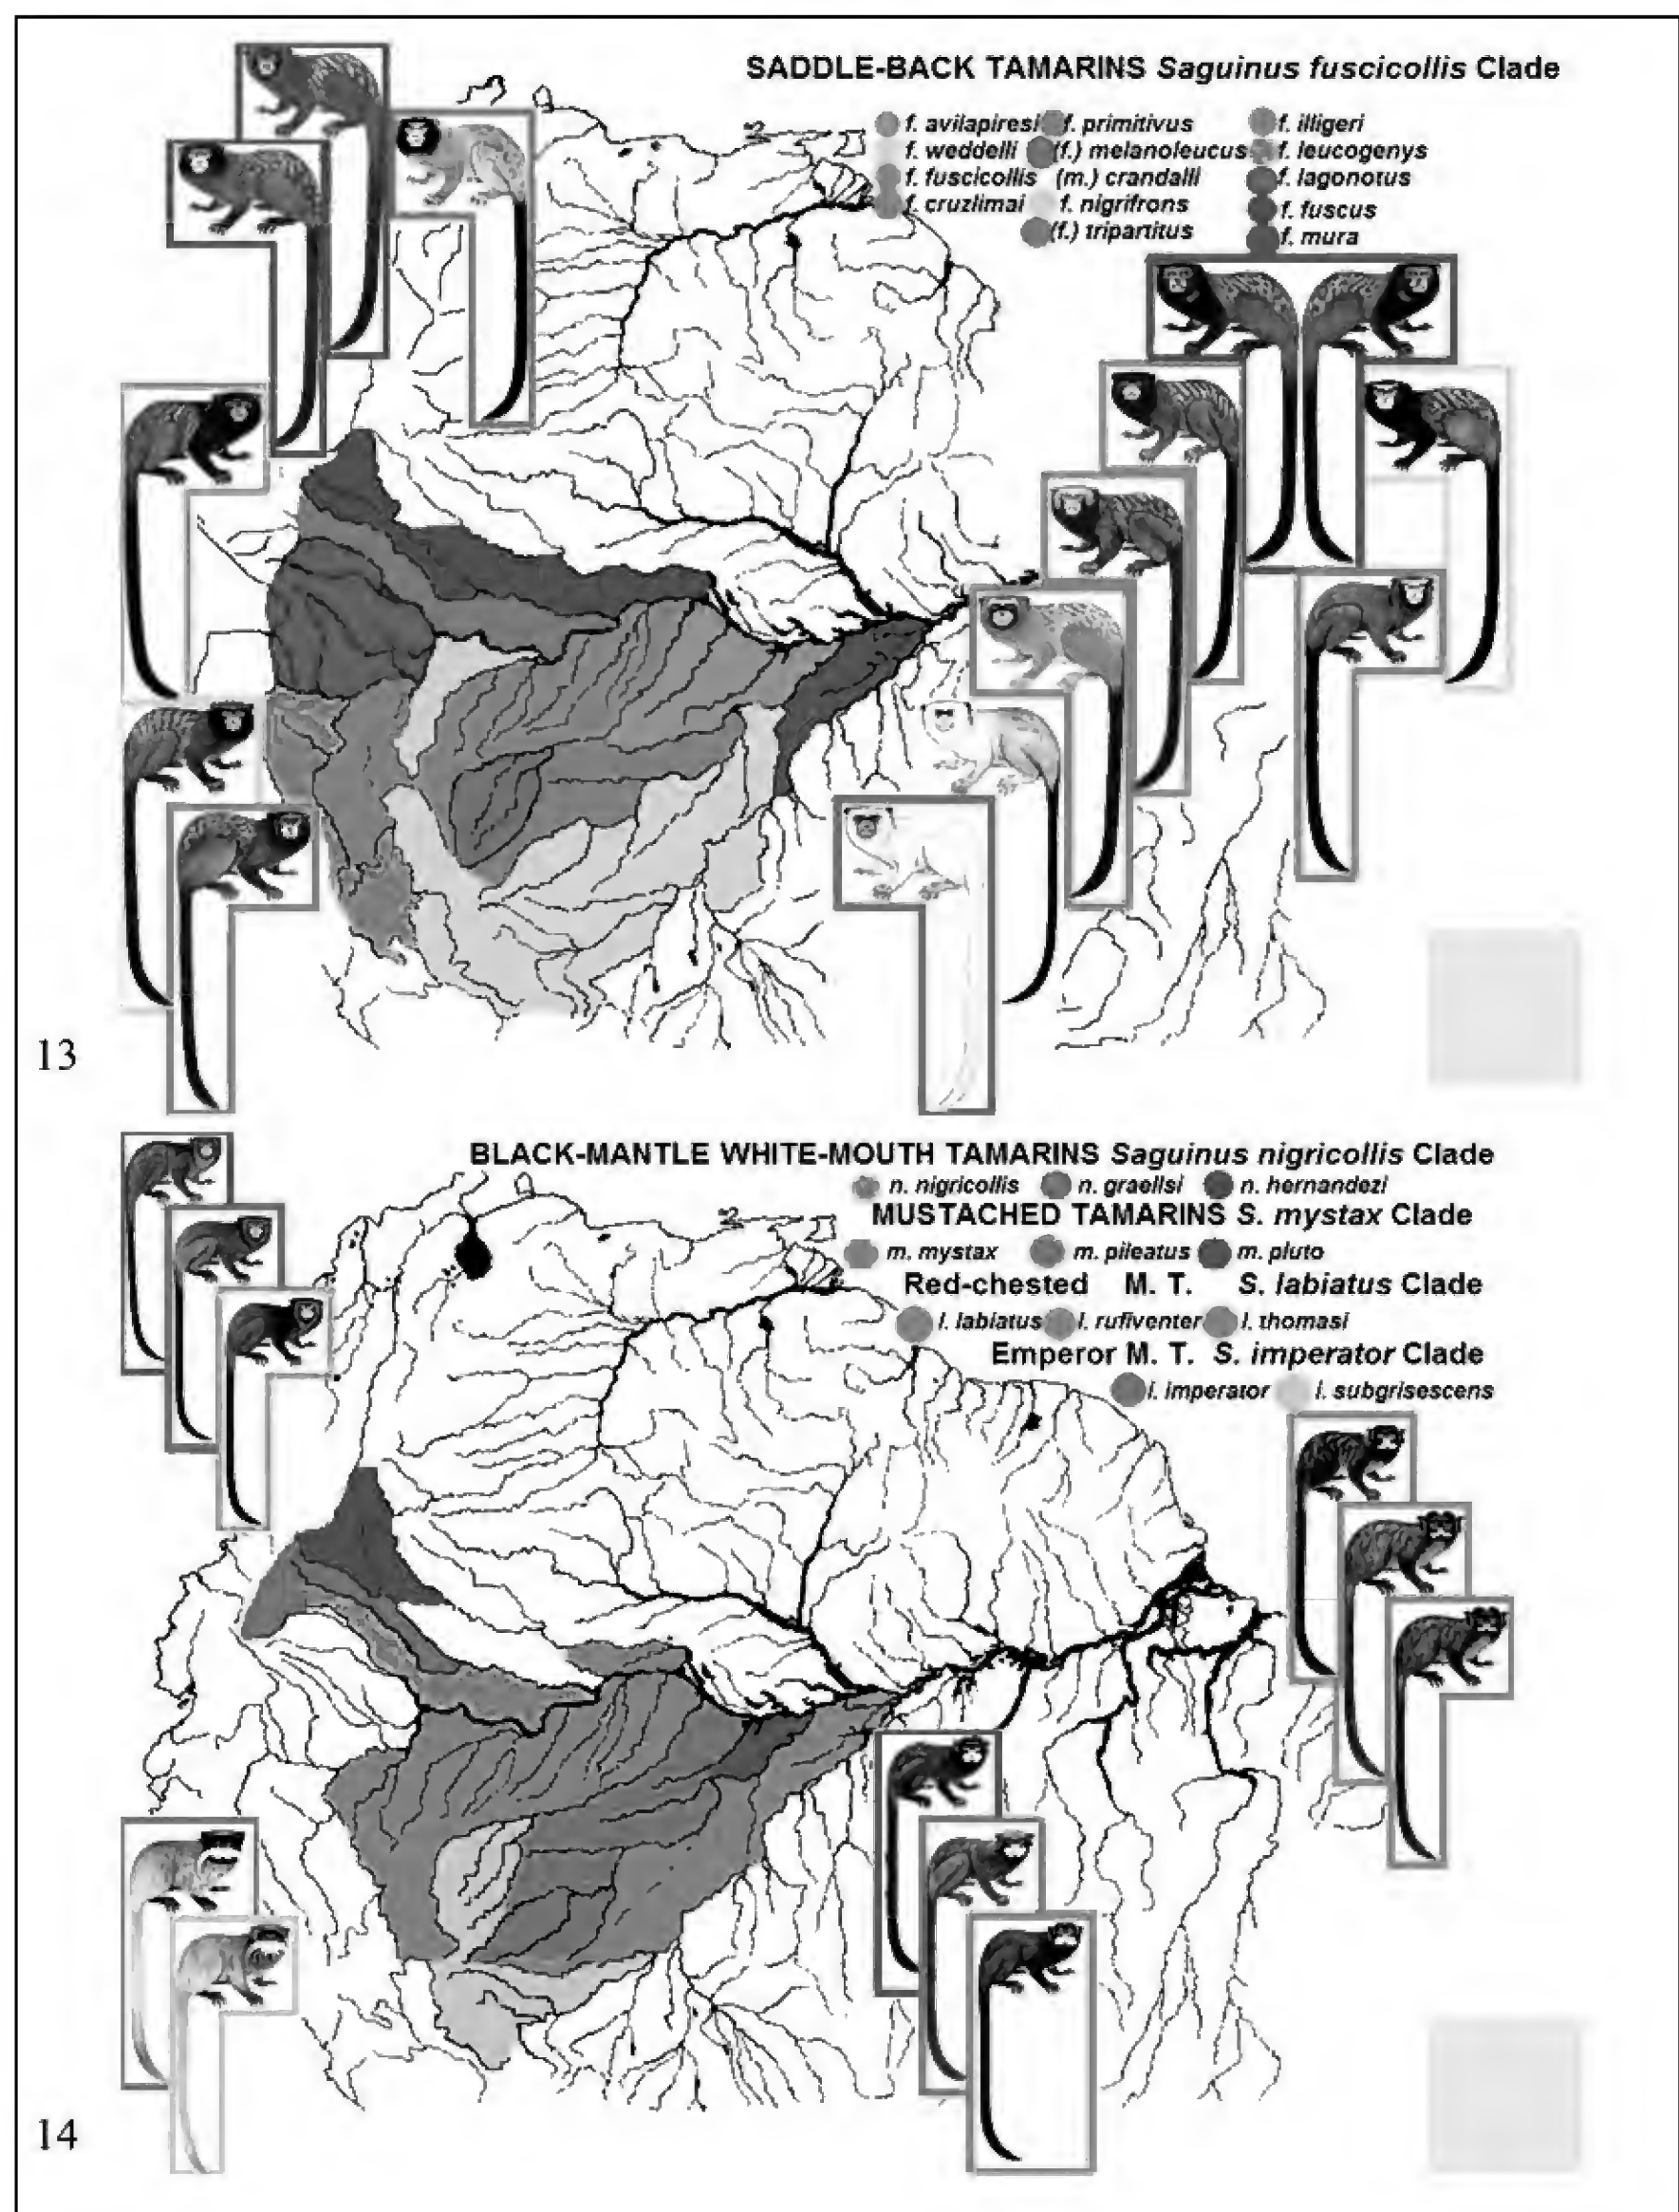 SADDLE-BACK TAMARINS Saguinus fuscicollis Clade
f. avilapiresi f. primitivus f. illigeri
f. weddelli (f.) melanoleucus f. leucogenys
f. fuscicollis (m.) crandalli f. lagonotus
f. cruzlimai f. nigrifrons f. fuscus
(f.) tripartitus f. mura
13
BLACK-MANTLE WHITE-MOUTH TAMARINS Saguinus nigricollis Clade
n. nigricollis n. graellsi n. hernandezi
MUSTACHED TAMARINS S. mystax Clade
m. mystax m. pileatus m. pluto
Red-chested M. T. S. labiatus Clade
l. labiatus l. rufiventer l. thomasi
Emperor M. T. S. imperator Clade
i. imperator i. subgrisescens
14